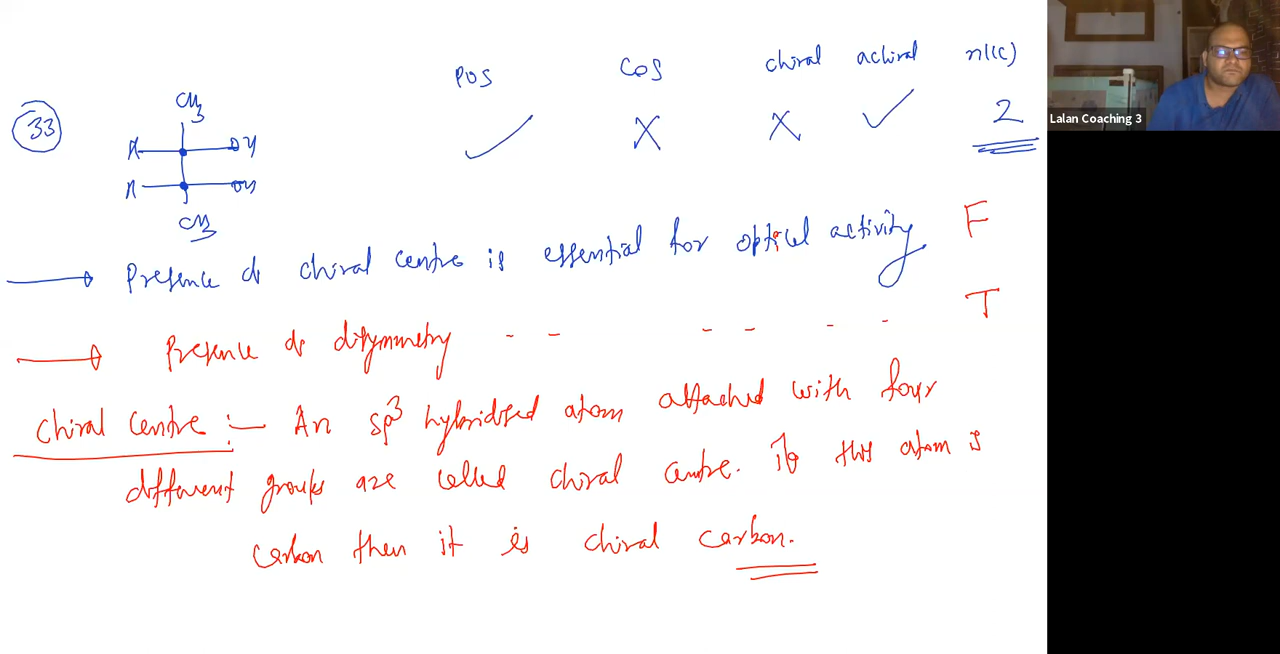 POS COS chiral achiral n(C)
33
CH3
H OH
H OH
CH3
2
Presence of chiral centre is essential for optical activity F
Presence of disymmetry - - - - - - T
Chiral centre :- An sp3 hybridised atom attached with four
different groups are called chiral centre. If this atom is
carbon then it is chiral carbon.
Lalan Coaching 3